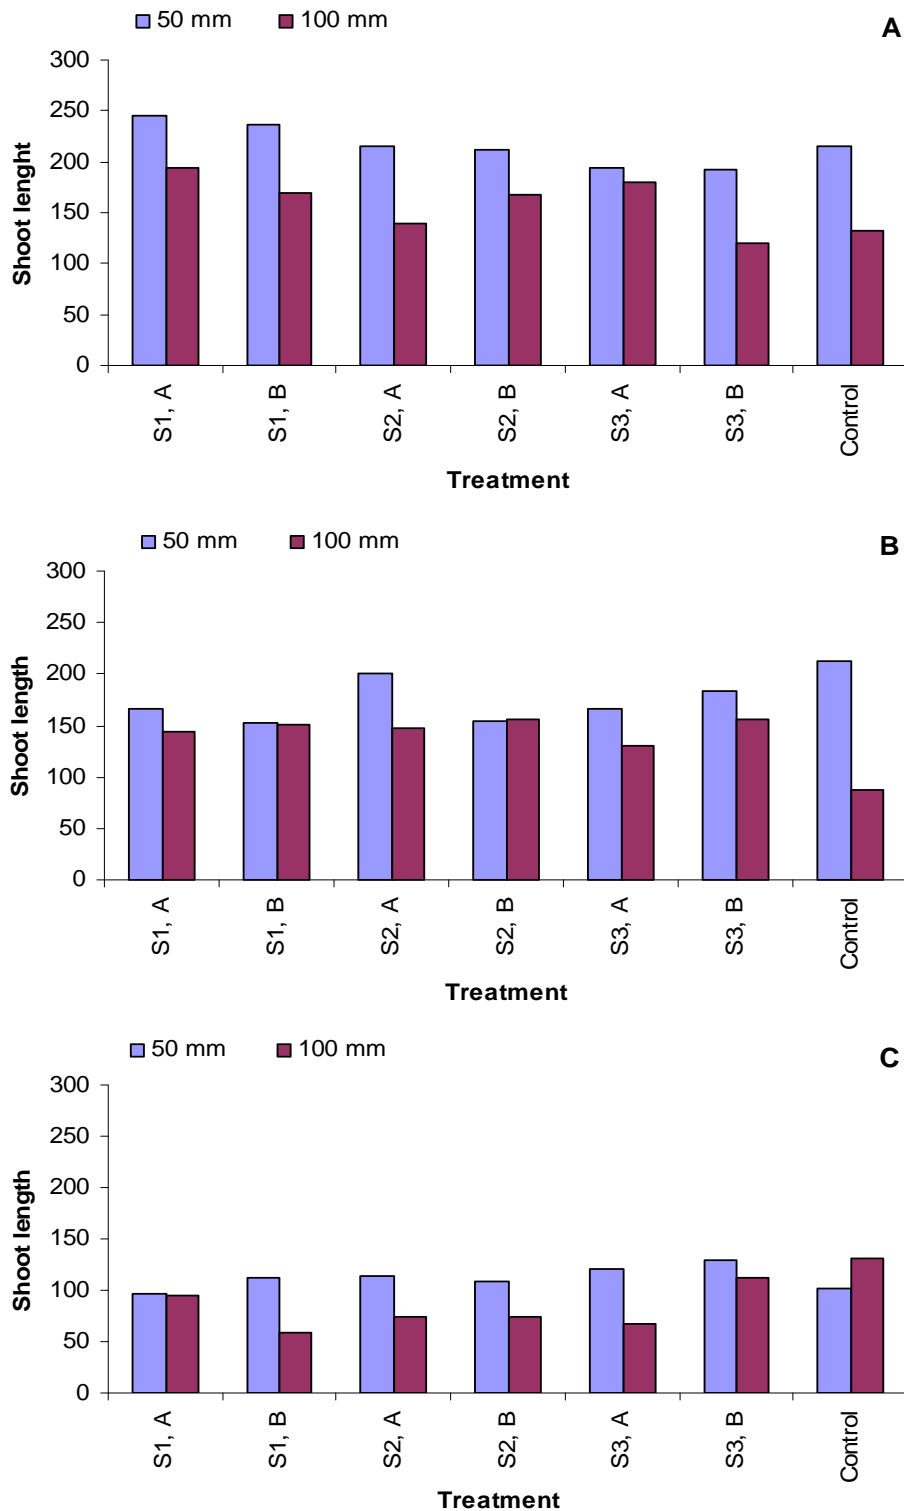 50 mm 100 mm
A
300
250
200
150
100
50
0
Shoot lenght
S1, A
S1, B
S2, A
S2, B
S3, A
S3, B
Control
Treatment
50 mm 100 mm
B
300
250
200
150
100
50
0
Shoot length
S1, A
S1, B
S2, A
S2, B
S3, A
S3, B
Control
Treatment
50 mm 100 mm
C
300
250
200
150
100
50
0
Shoot length
S1, A
S1, B
S2, A
S2, B
S3, A
S3, B
Control
Treatment